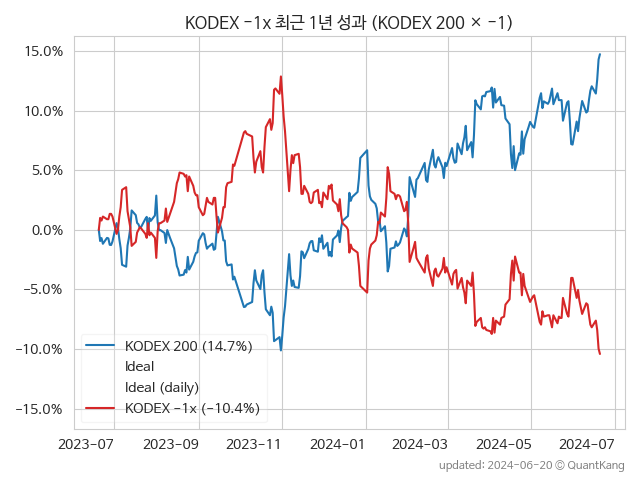 KODEX −1x 최근 1년 성과 (KODEX 200 × −1)
15.0%
10.0%
5.0%
0.0%
−5.0%
−10.0%
−15.0%
KODEX 200 (14.7%)
Ideal
Ideal (daily)
KODEX −1x (−10.4%)
2023-07 2023-09 2023-11 2024-01 2024-03 2024-05 2024-07
updated: 2024-06-20 © QuantKang